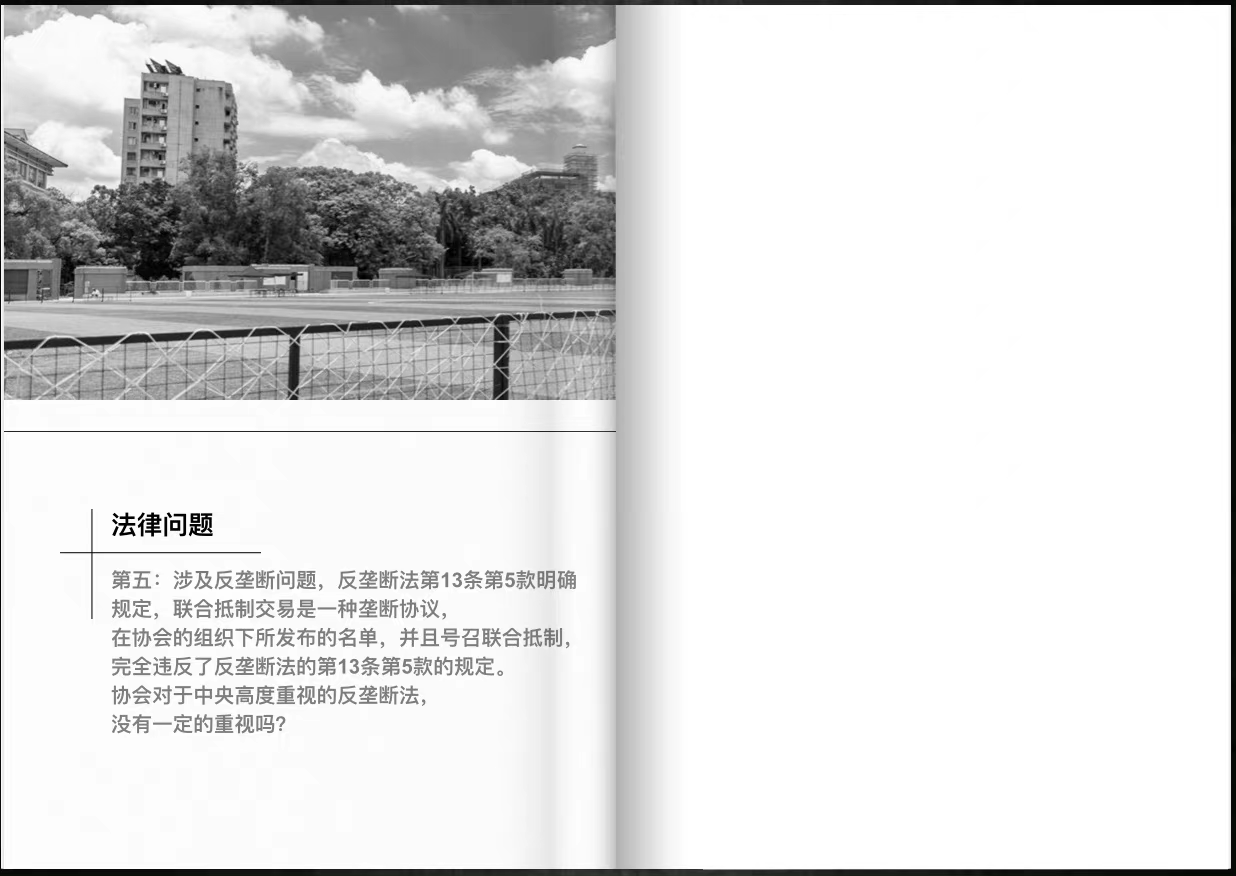 法律问题
第五：涉及反垄断问题，反垄断法第13条第5款明确
规定，联合抵制交易是一种垄断协议，
在协会的组织下所发布的名单，并且号召联合抵制，
完全违反了反垄断法的第13条第5款的规定。
协会对于中央高度重视的反垄断法，
没有一定的重视吗?